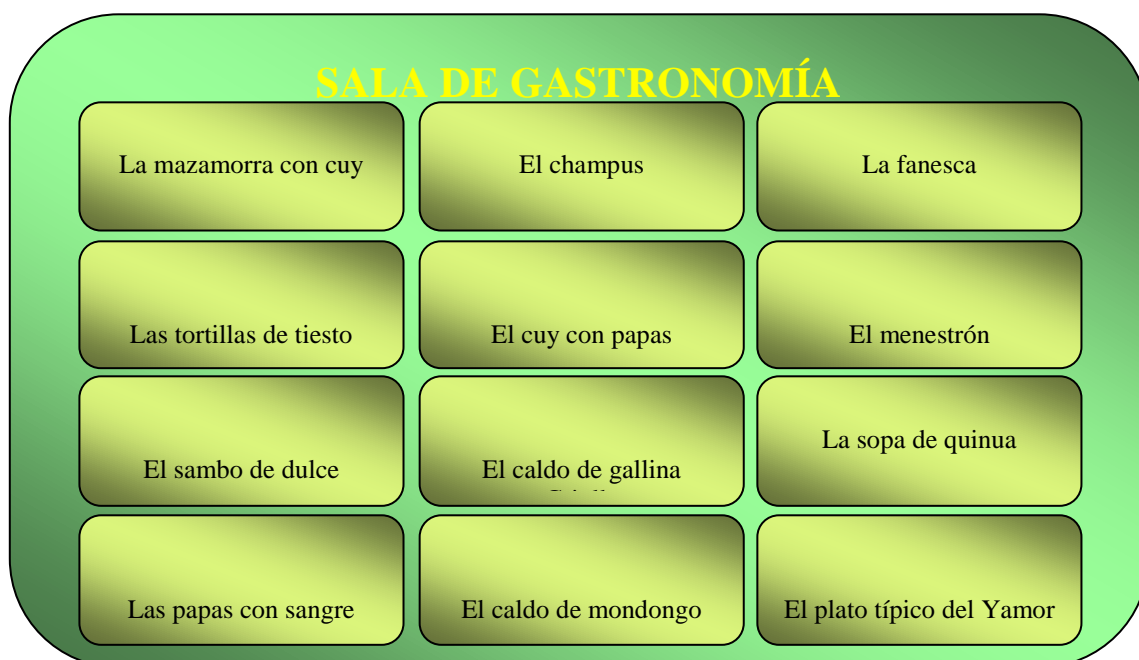 SALA DE GASTRONOMÍA
La mazamorra con cuy
El champus
La fanesca
Las tortillas de tiesto
El cuy con papas
El menestrón
El sambo de dulce
El caldo de gallina
La sopa de quinua
Las papas con sangre
El caldo de mondongo
El plato típico del Yamor